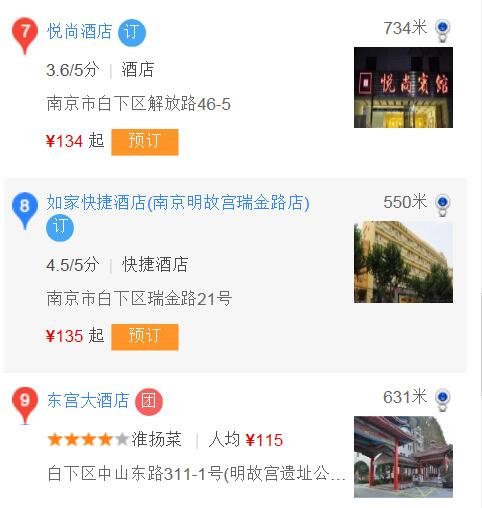 7 悦尚酒店 订 734米
3.6/5分 | 酒店
悦尚宾馆
南京市白下区解放路46-5
¥134 起 预订
8 如家快捷酒店(南京明故宫瑞金路店) 550米
订
4.5/5分 | 快捷酒店
南京市白下区瑞金路21号
¥135 起 预订
9 东宫大酒店 团 631米
淮扬菜 | 人均 ¥115
白下区中山东路311-1号(明故宫遗址公…